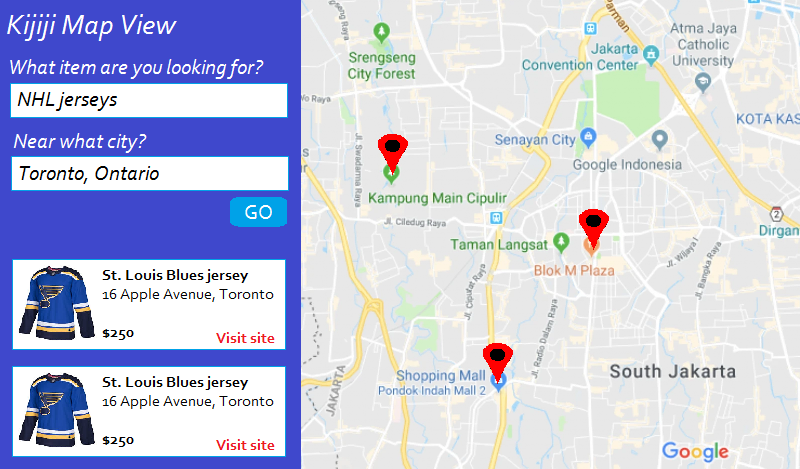 Kijiji Map View
What item are you looking for?
NHL jerseys
Near what city?
Toronto, Ontario
GO
St. Louis Blues jersey
16 Apple Avenue, Toronto
$250
Visit site
St. Louis Blues jersey
16 Apple Avenue, Toronto
$250
Visit site
Srengseng
City Forest
Raya
Jl. Swadarma Raya
Kampung Main Cipulir
Jl. Ciledug Raya
Jakarta
Convention Center
Atma Jaya
Catholic
University
KOTA KAS
Senayan City
Google Indonesia
2
Dirgan
Taman Langsat
Blok M Plaza
Jl. Wijaya I
Jl. Bangka Raya
Jl. Ciputat Raya
Jl. Radio Dalam Raya
Shopping Mall
Pondok Indah Mall 2
South Jakarta
JAKARTA
JAKARTA
Google